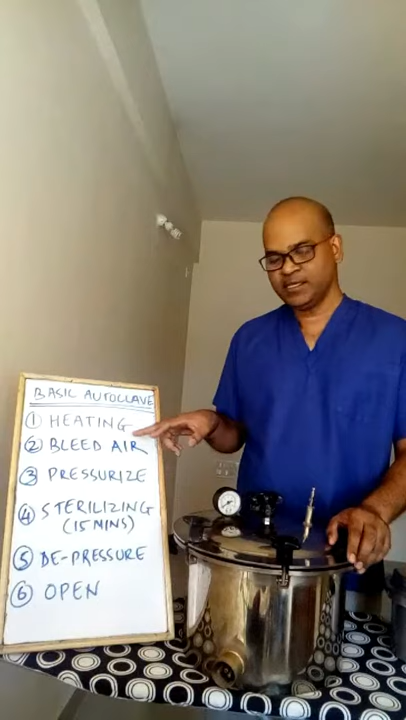 BASIC AUTOCLAVE
① HEATING
② BLEED AIR
③ PRESSURIZE
④ STERILIZING
(15 MINS)
⑤ DE-PRESSURE
⑥ OPEN